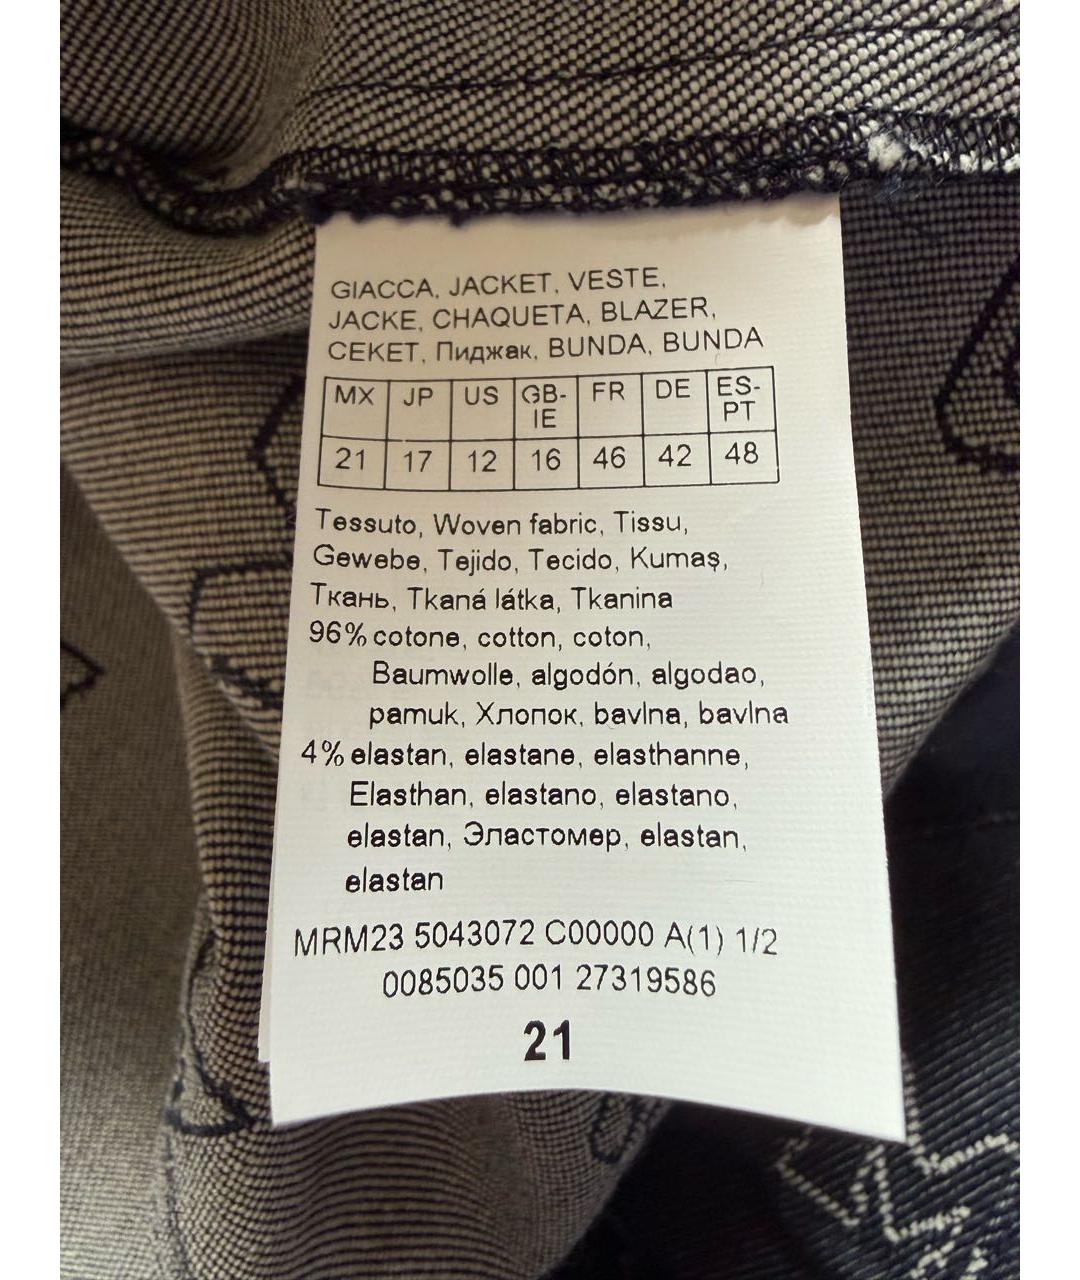 GIACCA, JACKET, VESTE,
JACKE, CHAQUETA, BLAZER,
CEKET, Пиджак, BUNDA, BUNDA
MX JP US GB-IE FR DE ES-PT
21 17 12 16 46 42 48
Tessuto, Woven fabric, Tissu,
Gewebe, Tejido, Tecido, Kumaş,
Ткань, Tkaná látka, Tkanina
96% cotone, cotton, coton,
Baumwolle, algodón, algodao,
pamuk, Хлопок, bavlna, bavlna
4% elastan, elastane, elasthanne,
Elasthan, elastano, elastano,
elastan, Эластомер, elastan,
elastan
MRM23 5043072 C00000 A(1) 1/2
0085035 001 27319586
21